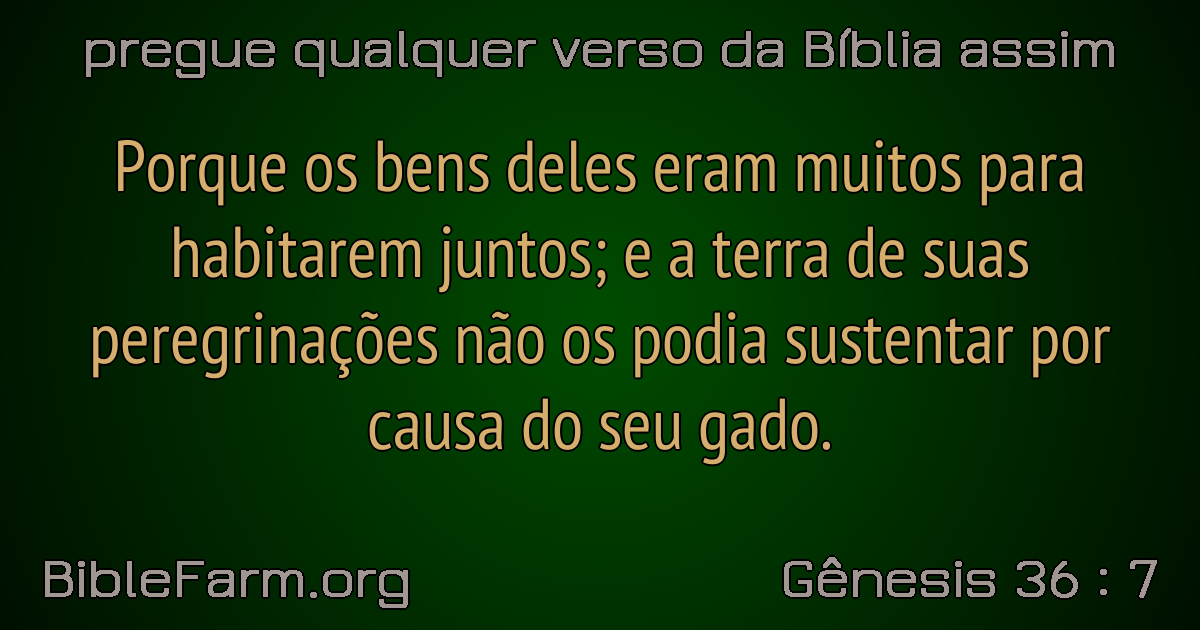 pregue qualquer verso da Bíblia assim
Porque os bens deles eram muitos para
habitarem juntos; e a terra de suas
peregrinações não os podia sustentar por
causa do seu gado.
BibleFarm.org
Gênesis 36 : 7